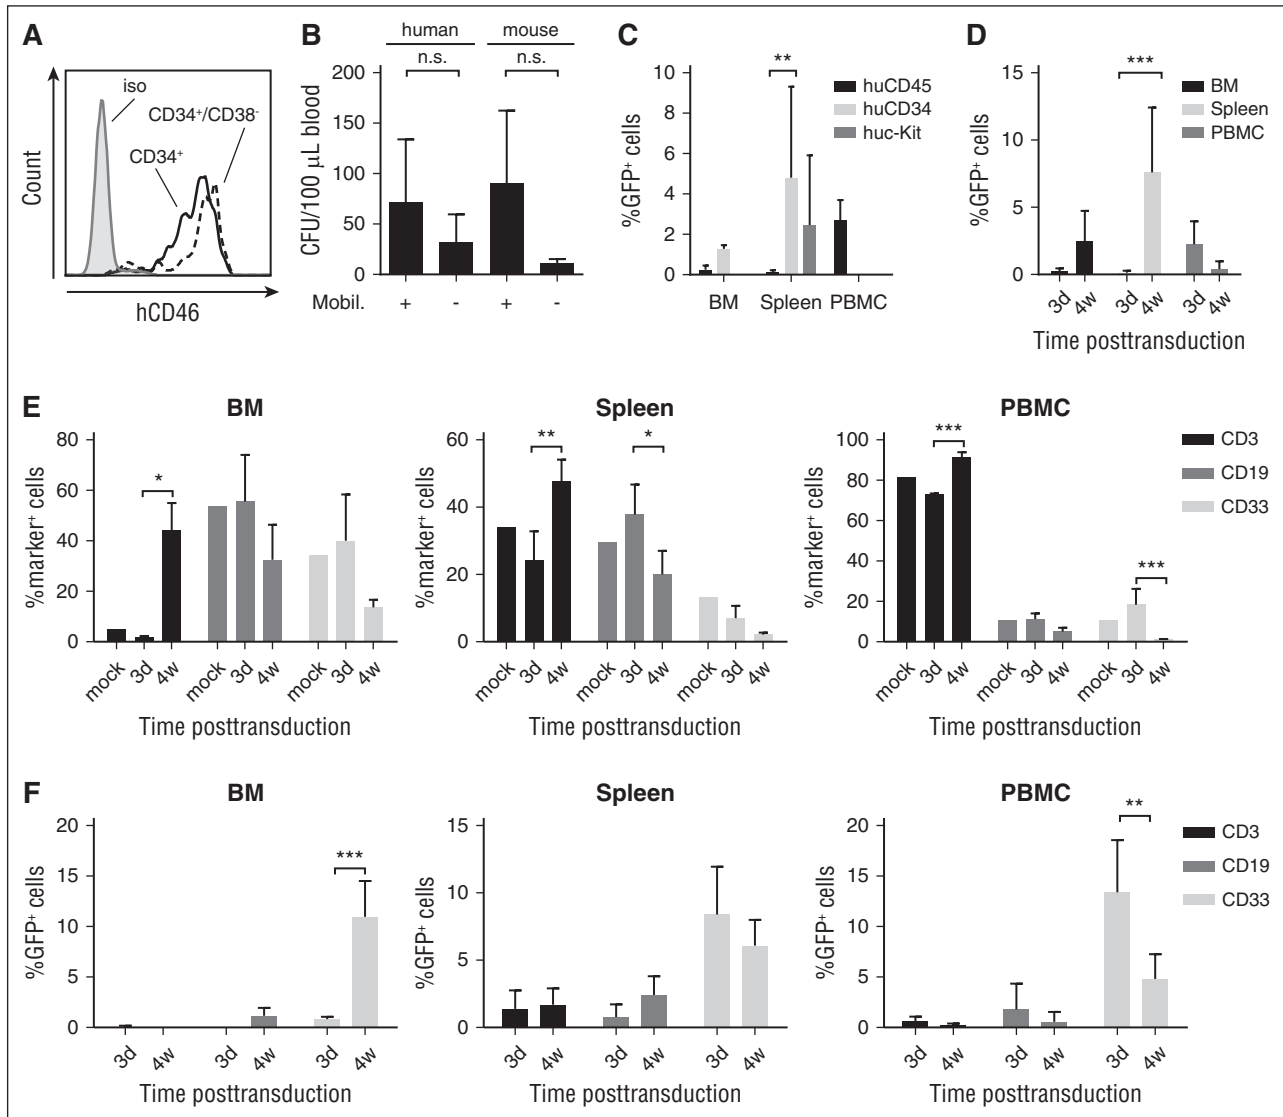 A
iso
CD34+/CD38-
CD34+
Count
hCD46
B
human mouse
n.s. n.s.
CFU/100 µL blood
200
150
100
50
0
Mobil. + - + -
C
**
%GFP+ cells
10
8
6
4
2
0
huCD45
huCD34
huc-Kit
BM Spleen PBMC
D
***
%GFP+ cells
15
10
5
0
BM
Spleen
PBMC
3d 4w 3d 4w 3d 4w
Time posttransduction
E
BM
%marker+ cells
80
60
40
20
0
*
mock 3d 4w mock 3d 4w mock 3d 4w
Time posttransduction
Spleen
%marker+ cells
60
40
20
0
** *
mock 3d 4w mock 3d 4w mock 3d 4w
Time posttransduction
PBMC
%marker+ cells
100
80
60
40
20
0
*** ***
mock 3d 4w mock 3d 4w mock 3d 4w
Time posttransduction
CD3
CD19
CD33
F
BM
%GFP+ cells
20
15
10
5
0
***
3d 4w 3d 4w 3d 4w
Time posttransduction
Spleen
%GFP+ cells
15
10
5
0
3d 4w 3d 4w 3d 4w
Time posttransduction
PBMC
%GFP+ cells
20
15
10
5
0
**
3d 4w 3d 4w 3d 4w
Time posttransduction
CD3
CD19
CD33